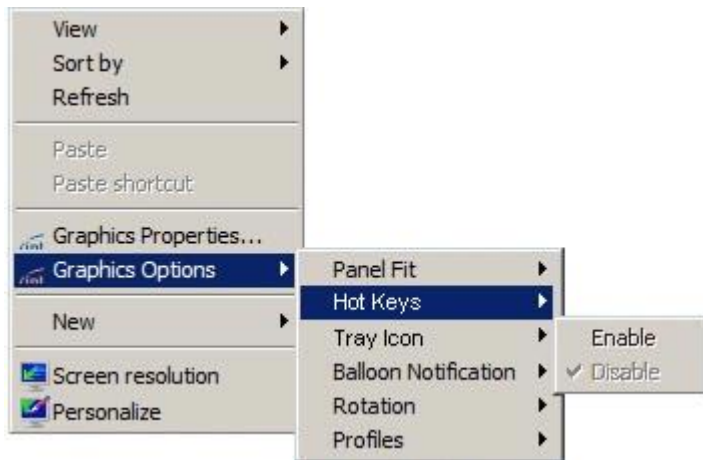 View
Sort by
Refresh
Paste
Paste shortcut
Graphics Properties...
Graphics Options
New
Screen resolution
Personalize
Panel Fit
Hot Keys
Tray Icon
Balloon Notification
Rotation
Profiles
Enable
Disable